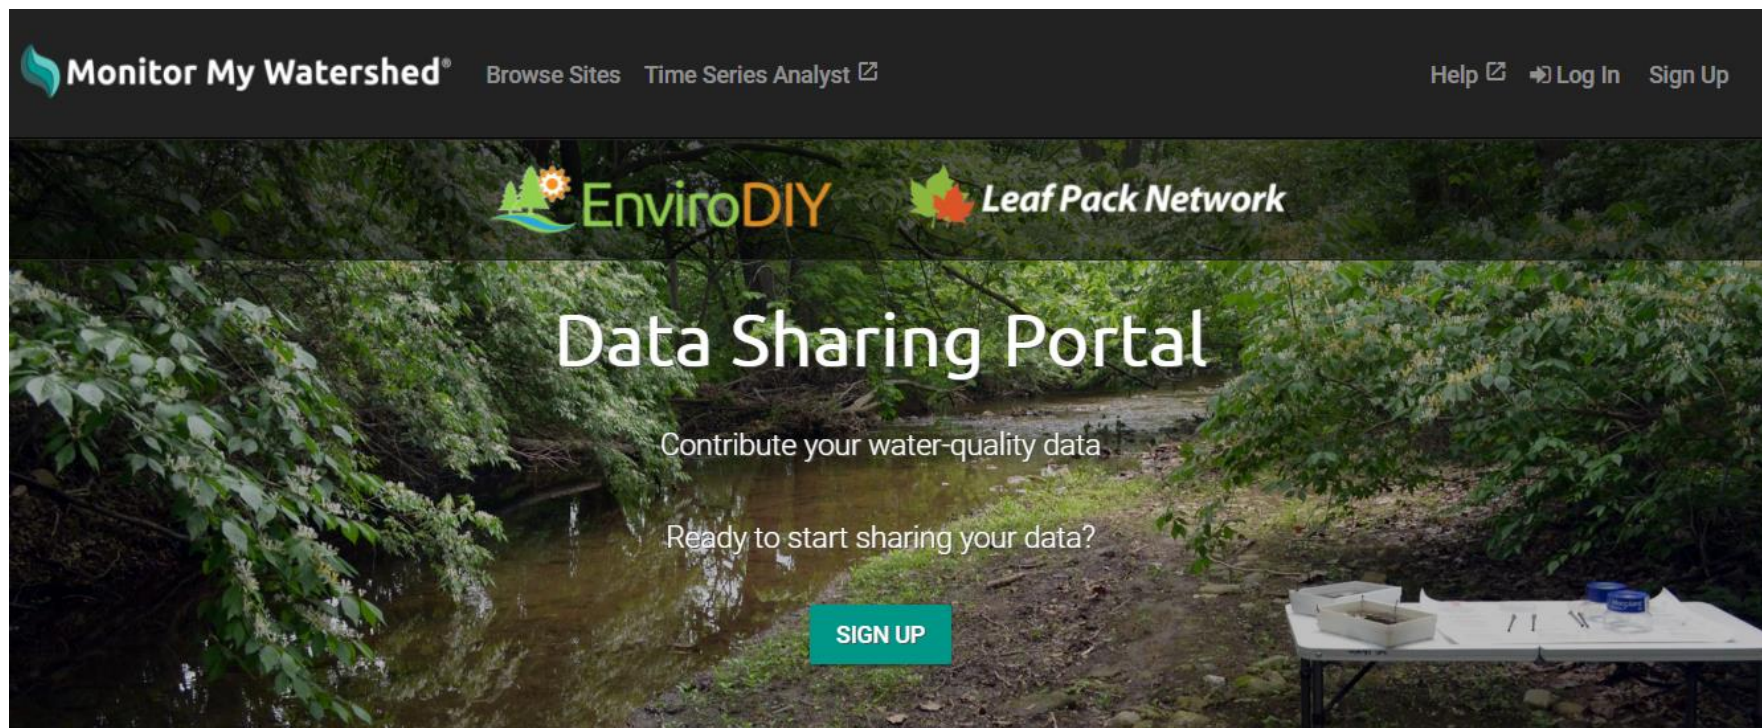 Monitor My Watershed® Browse Sites Time Series Analyst Help Log In Sign Up
EnviroDIY Leaf Pack Network
Data Sharing Portal
Contribute your water-quality data
Ready to start sharing your data?
SIGN UP